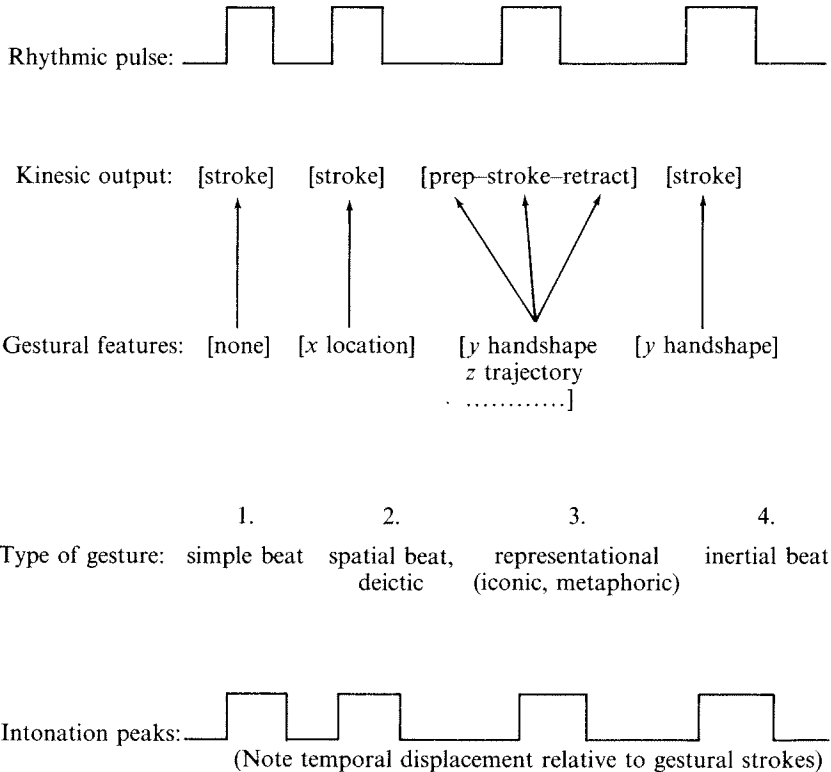 Rhythmic pulse:
Kinesic output: [stroke] [stroke] [prep–stroke–retract] [stroke]
Gestural features: [none] [x location] [y handshape [y handshape]
z trajectory
. ............]
1. 2. 3. 4.
Type of gesture: simple beat spatial beat, representational inertial beat
deictic (iconic, metaphoric)
Intonation peaks:
(Note temporal displacement relative to gestural strokes)